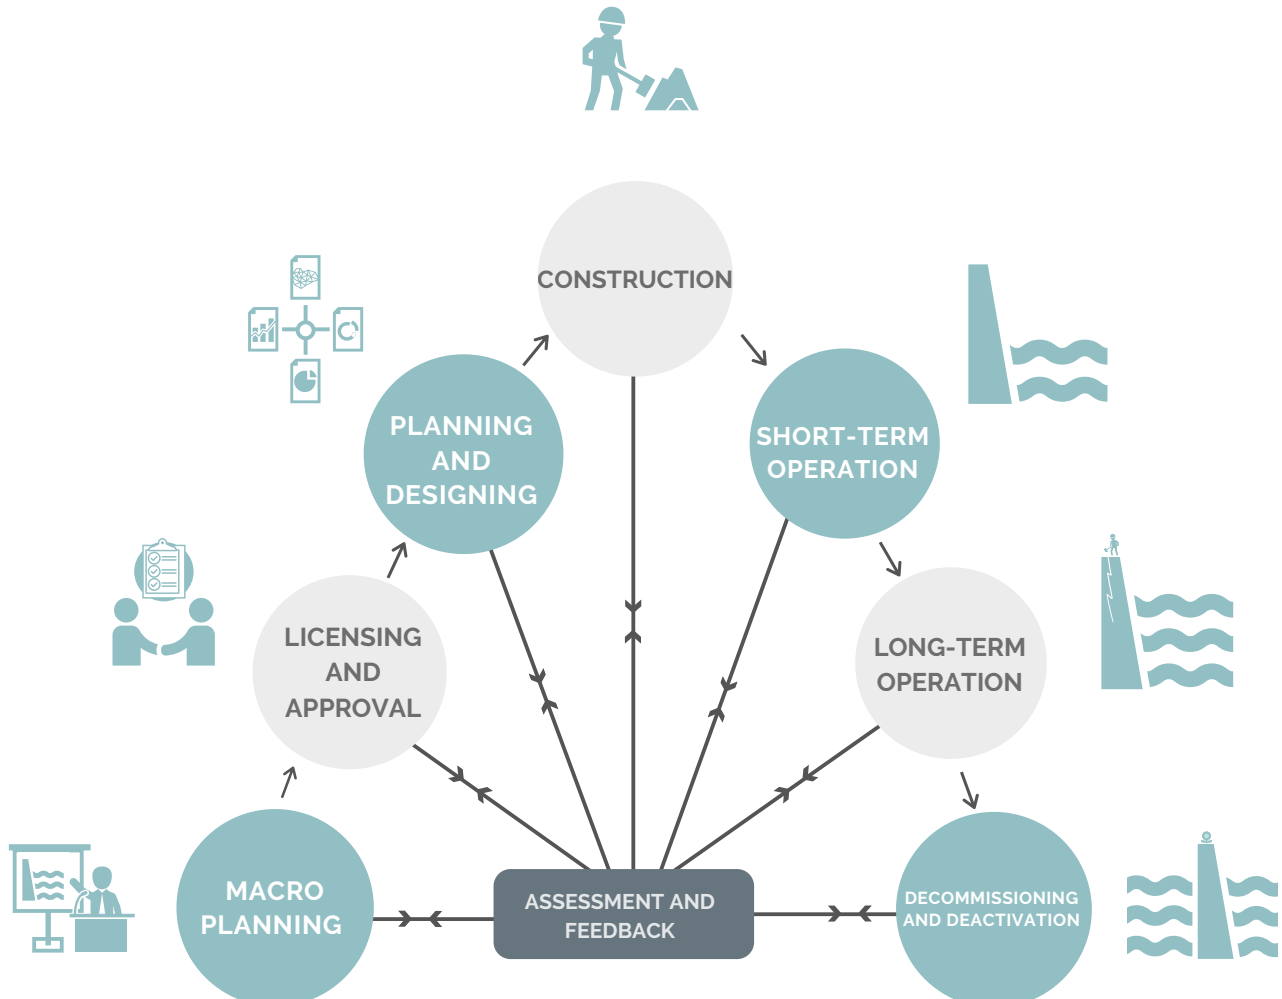 CONSTRUCTION
PLANNING
AND
DESIGNING
SHORT-TERM
OPERATION
LICENSING
AND
APPROVAL
LONG-TERM
OPERATION
MACRO
PLANNING
ASSESSMENT AND
FEEDBACK
DECOMMISSIONING
AND DEACTIVATION